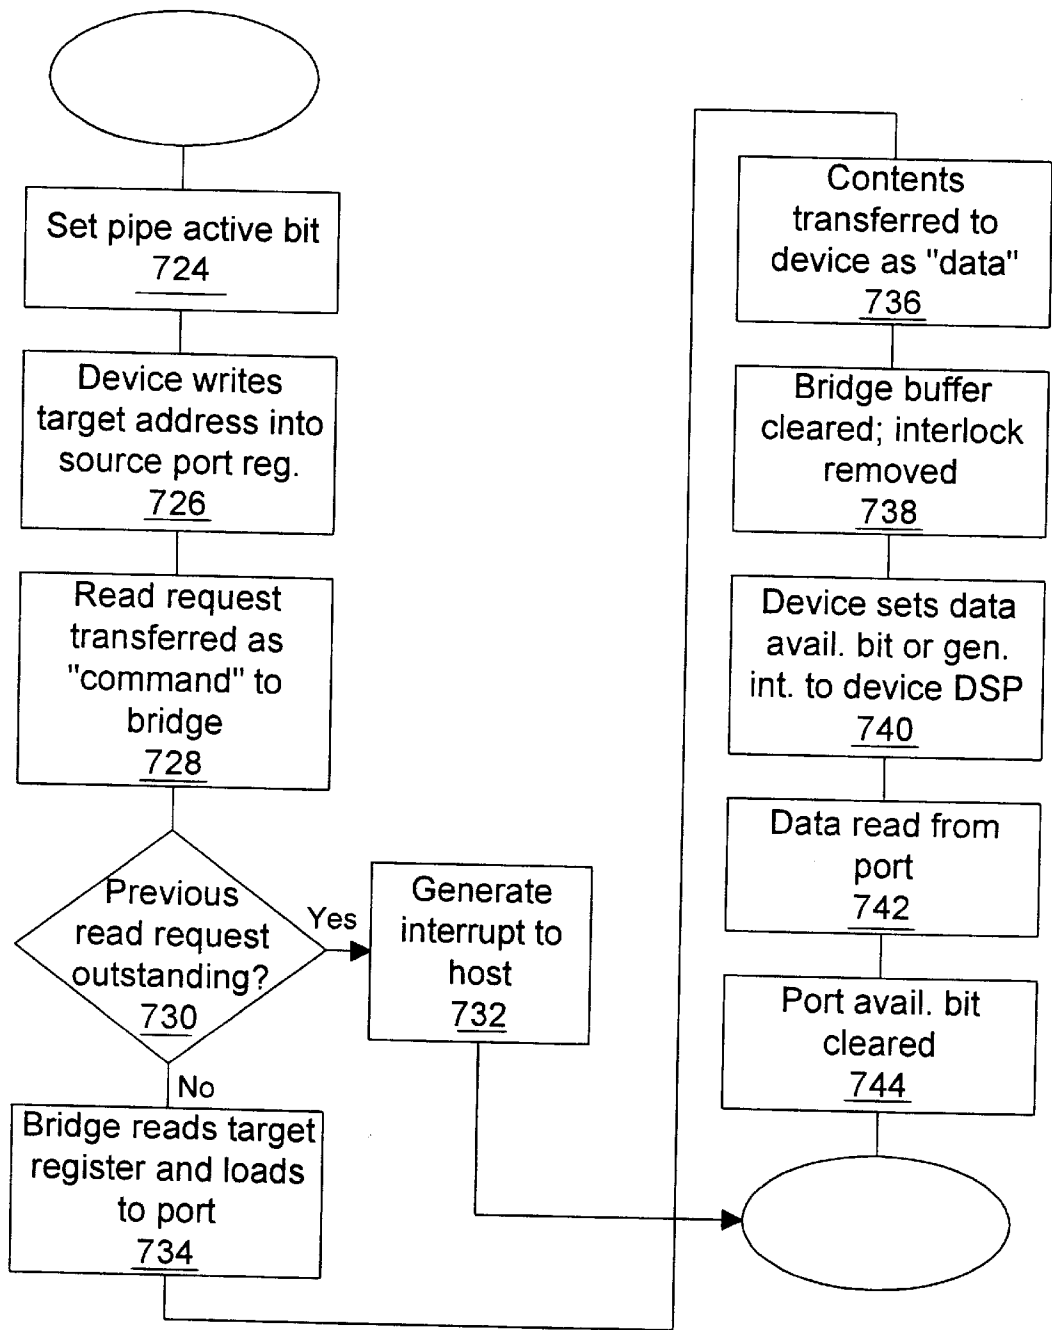 Set pipe active bit
724
Device writes
target address into
source port reg.
726
Read request
transferred as
"command" to
bridge
728
Previous
read request
outstanding?
730
Yes
Generate
interrupt to
host
732
No
Bridge reads target
register and loads
to port
734
Contents
transferred to
device as "data"
736
Bridge buffer
cleared; interlock
removed
738
Device sets data
avail. bit or gen.
int. to device DSP
740
Data read from
port
742
Port avail. bit
cleared
744